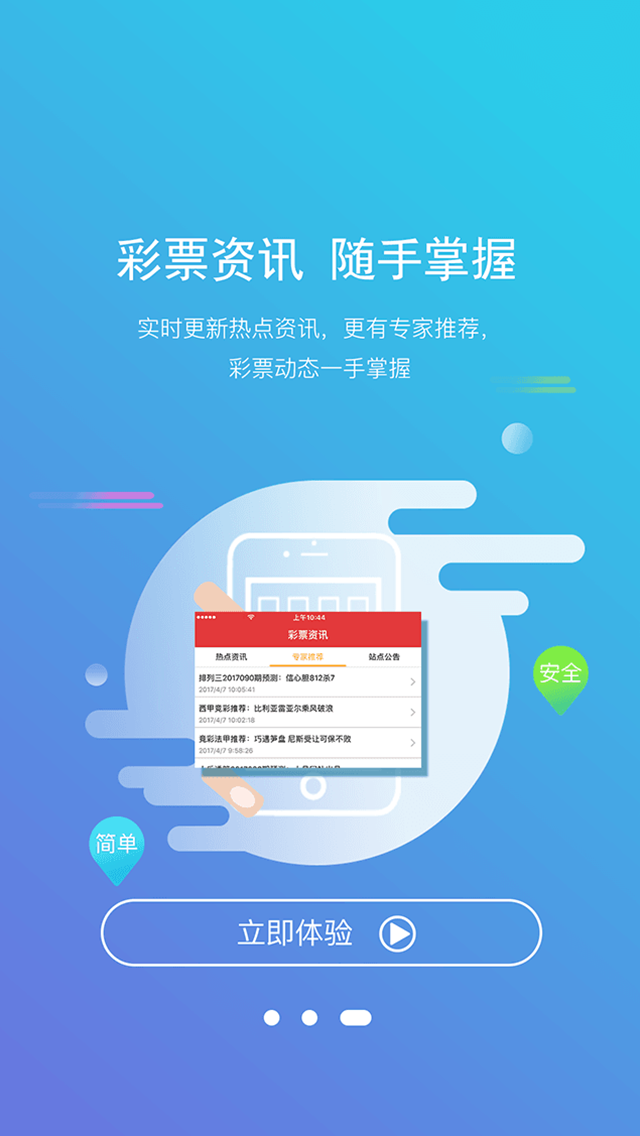 彩票资讯 随手掌握
实时更新热点资讯，更有专家推荐，
彩票动态一手掌握
上午10:44
彩票资讯
热点资讯 专家推荐 站点公告
排列三2017090期预测：信心胆812杀7
2017/4/7 10:05:41
西甲竞彩推荐：比利亚雷亚尔乘风破浪
2017/4/7 10:02:18
竞彩法甲推荐：巧遇笋盘 尼斯受让可保不败
2017/4/7 9:58:26
安全
简单
立即体验